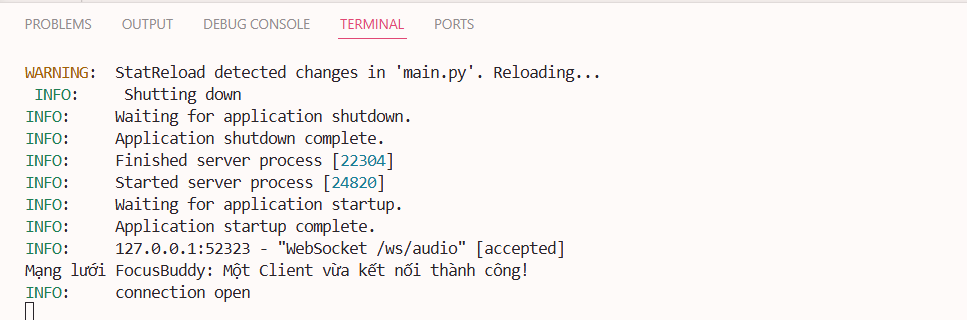 PROBLEMS OUTPUT DEBUG CONSOLE TERMINAL PORTS
WARNING: StatReload detected changes in 'main.py'. Reloading...
INFO: Shutting down
INFO: Waiting for application shutdown.
INFO: Application shutdown complete.
INFO: Finished server process [22304]
INFO: Started server process [24820]
INFO: Waiting for application startup.
INFO: Application startup complete.
INFO: 127.0.0.1:52323 - "WebSocket /ws/audio" [accepted]
Mạng lưới FocusBuddy: Một Client vừa kết nối thành công!
INFO: connection open